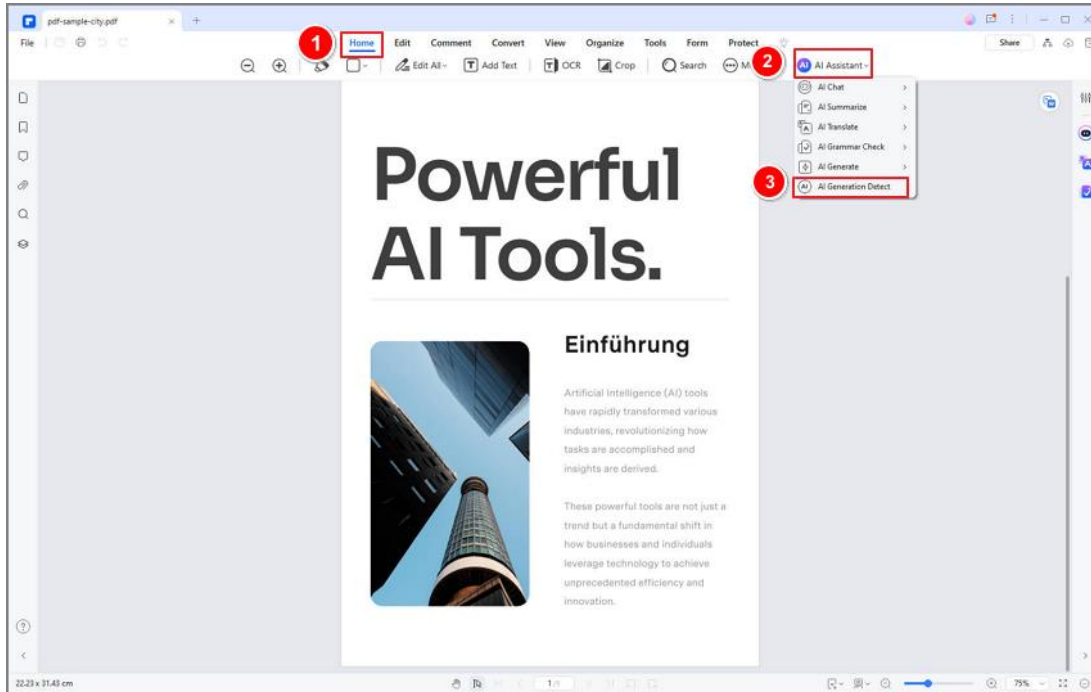 pdf-sample-city.pdf
File
1
Home Edit Comment Convert View Organize Tools Form Protect
Share
Edit All
Add Text
OCR
Crop
Search
2
AI Assistant
AI Chat
AI Summarize
AI Translate
AI Grammar Check
AI Generate
3
AI Generation Detect
Powerful
AI Tools.
Einführung
Artificial Intelligence (AI) tools
have rapidly transformed various
industries, revolutionizing how
tasks are accomplished and
insights are derived.
These powerful tools are not just a
trend but a fundamental shift in
how businesses and individuals
leverage technology to achieve
unprecedented efficiency and
innovation.
22.23 x 31.43 cm
1/1
75%